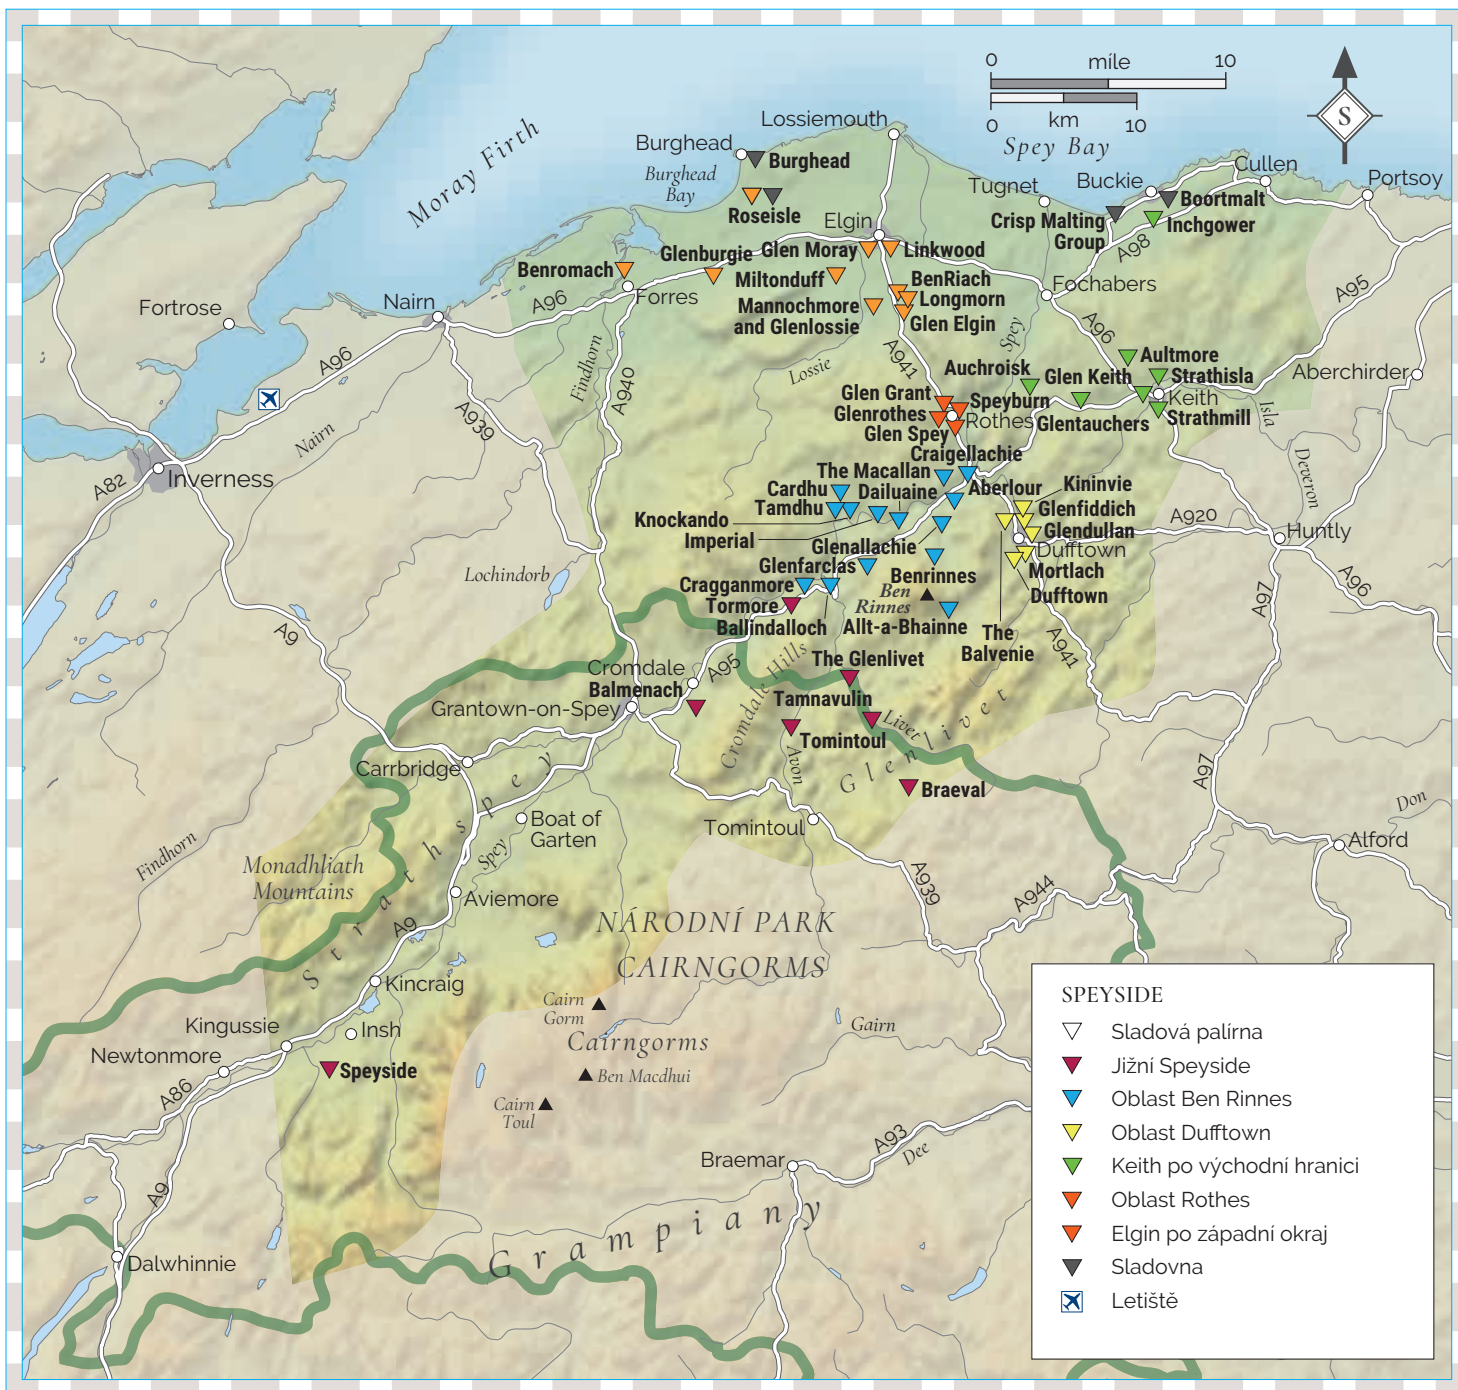 0 míle 10
0 km 10
S
Moray Firth
Spey Bay
Lossiemouth
Burghead
Burghead
Burghead
Bay
Roseisle
Cullen
Portsoy
Buckie
Tugnet
Boortmalt
Crisp Malting
Group
Inchgower
A98
Elgin
Glenburgie
Glen Moray
Linkwood
Benromach
Miltonduff
BenRiach
Longmorn
Mannochmore
and Glenlossie
Glen Elgin
Fochabers
A95
Forres
A96
Nairn
Fortrose
A96
A96
Findhorn
A940
Lossie
A941
Spey
Aultmore
Auchroisk
Glen Keith
Strathisla
Keith
Aberchirder
Glen Grant
Speyburn
Glenrothes
Rothes
Glentauchers
Strathmill
Isla
Glen Spey
A939
Nairn
Inverness
A82
Craigellachie
The Macallan
Cardhu
Dailuaine
Aberlour
Kininvie
Deveron
Tamdhu
Glenfiddich
Knockando
Imperial
Glendullan
A920
Huntly
Glenallachie
Dufftown
Glenfarclas
Mortlach
A96
Lochindorb
Cragganmore
Benrinnes
Dufftown
A97
Tormore
Ben
Rinnes
Ballindalloch
Allt-a-Bhainne
The
Balvenie
A941
A9
The Glenlivet
Cromdale
A95
Cromdale Hills
Balmenach
Grantown-on-Spey
Tamnavulin
Livet
Glenlivet
Tomintoul
Avon
Carrbridge
Braeval
A97
Don
Boat of
Garten
Tomintoul
Alford
Findhorn
Monadhliath
Mountains
Strathspey
Spey
Aviemore
A9
A939
A944
NÁRODNÍ PARK
CAIRNGORMS
Kincraig
Cairn
Gorm
Gairn
Kingussie
Insh
Cairngorms
Newtonmore
Speyside
Ben Macdhui
A86
Cairn
Toul
A93
Dee
Braemar
A9
Grampiany
Dalwhinnie
SPEYSIDE
Sladová palírna
Jižní Speyside
Oblast Ben Rinnes
Oblast Dufftown
Keith po východní hranici
Oblast Rothes
Elgin po západní okraj
Sladovna
Letiště